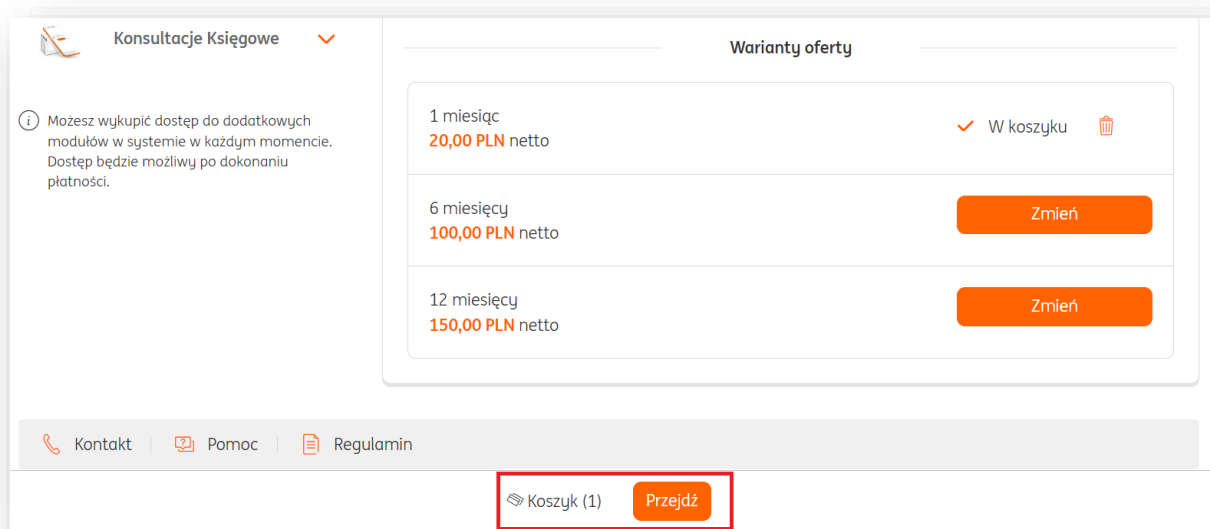 Konsultacje Księgowe
Możesz wykupić dostęp do dodatkowych
modułów w systemie w każdym momencie.
Dostęp będzie możliwy po dokonaniu
płatności.
Warianty oferty
1 miesiąc
20,00 PLN netto
W koszyku
6 miesięcy
100,00 PLN netto
Zmień
12 miesięcy
150,00 PLN netto
Zmień
Kontakt
Pomoc
Regulamin
Koszyk (1)
Przejdź